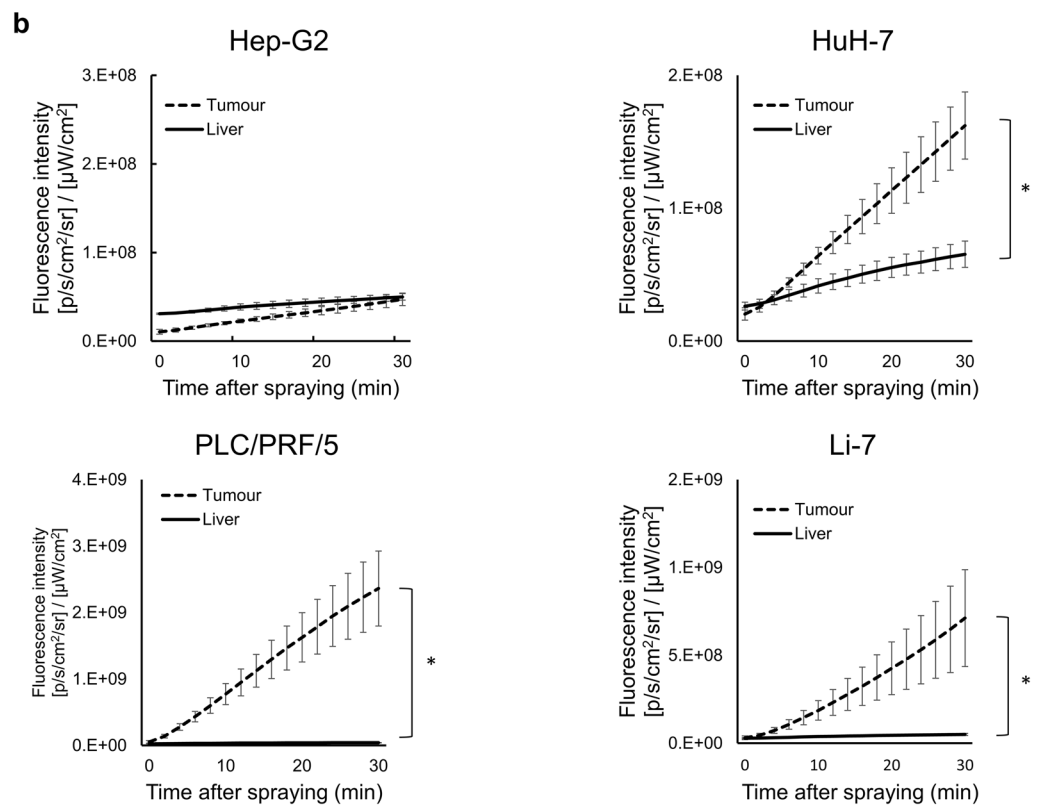 b
Hep-G2
Fluorescence intensity
[p/s/cm²/sr] / [µW/cm²]
3.E+08
2.E+08
1.E+08
0.E+00
Tumour
Liver
0 10 20 30
Time after spraying (min)
HuH-7
Fluorescence intensity
[p/s/cm²/sr] / [µW/cm²]
2.E+08
1.E+08
0.E+00
Tumour
Liver
*
0 10 20 30
Time after spraying (min)
PLC/PRF/5
Fluorescence intensity
[p/s/cm²/sr] / [µW/cm²]
4.E+09
3.E+09
2.E+09
1.E+09
0.E+00
Tumour
Liver
*
0 10 20 30
Time after spraying (min)
Li-7
Fluorescence intensity
[p/s/cm²/sr] / [µW/cm²]
2.E+09
1.E+09
5.E+08
0.E+00
Tumour
Liver
*
0 10 20 30
Time after spraying (min)